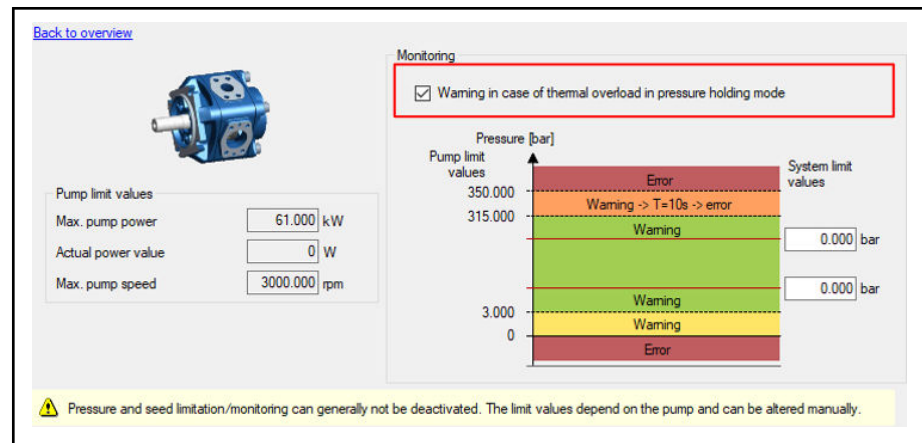 Back to overview
Monitoring
Warning in case of thermal overload in pressure holding mode
Pressure [bar]
Pump limit
values
System limit
values
Error
350.000
Warning -> T=10s -> error
315.000
Warning
0.000 bar
0.000 bar
Warning
3.000
Warning
0
Error
Pump limit values
Max. pump power 61.000 kW
Actual power value 0 W
Max. pump speed 3000.000 rpm
Pressure and seed limitation/monitoring can generally not be deactivated. The limit values depend on the pump and can be altered manually.